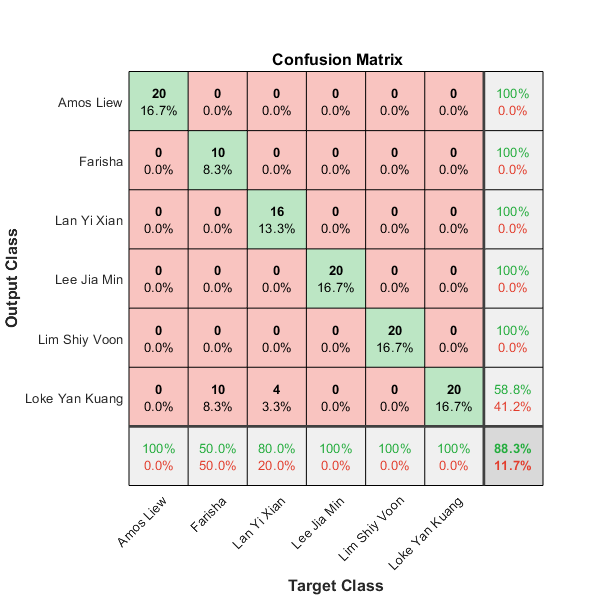 Confusion Matrix
Amos Liew 20 0 0 0 0 0 100%
16.7% 0.0% 0.0% 0.0% 0.0% 0.0% 0.0%
Farisha 0 10 0 0 0 0 100%
0.0% 8.3% 0.0% 0.0% 0.0% 0.0% 0.0%
Lan Yi Xian 0 0 16 0 0 0 100%
0.0% 0.0% 13.3% 0.0% 0.0% 0.0% 0.0%
Lee Jia Min 0 0 0 20 0 0 100%
0.0% 0.0% 0.0% 16.7% 0.0% 0.0% 0.0%
Lim Shiy Voon 0 0 0 0 20 0 100%
0.0% 0.0% 0.0% 0.0% 16.7% 0.0% 0.0%
Loke Yan Kuang 0 10 4 0 0 20 58.8%
0.0% 8.3% 3.3% 0.0% 0.0% 16.7% 41.2%
100% 50.0% 80.0% 100% 100% 100% 88.3%
0.0% 50.0% 20.0% 0.0% 0.0% 0.0% 11.7%
Amos Liew
Farisha
Lan Yi Xian
Lee Jia Min
Lim Shiy Voon
Loke Yan Kuang
Target Class
Output Class